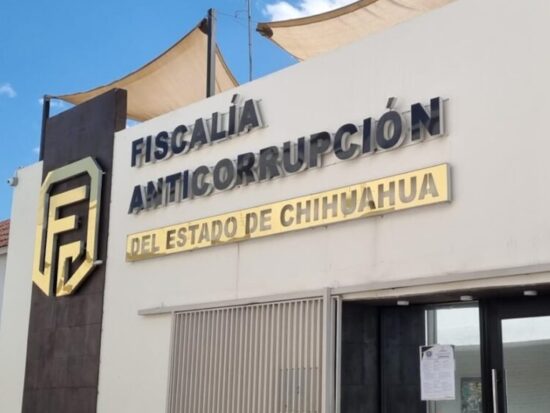 FISCALÍA
ANTICORRUPCIÓN
DEL ESTADO DE CHIHUAHUA